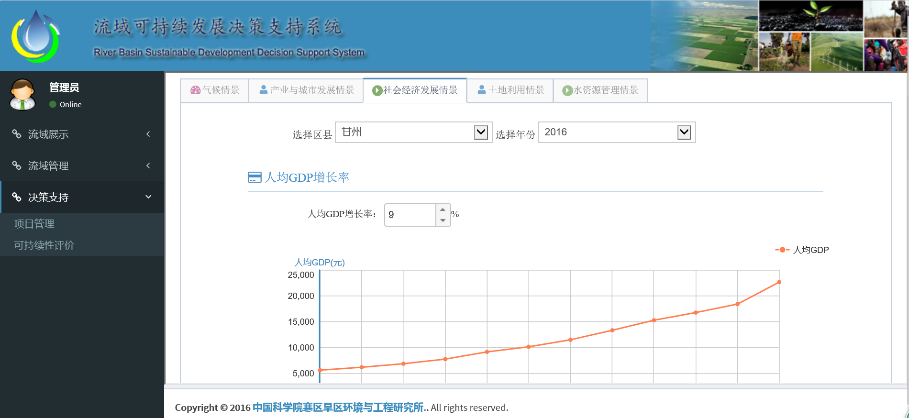 流域可持续发展决策支持系统
River Basin Sustainable Development Decision Support System
管理员
Online
流域展示
流域管理
决策支持
项目管理
可持续性评价
气候情景 产业与城市发展情景 社会经济发展情景 土地利用情景 水资源管理情景
选择区县 甘州 选择年份 2016
人均GDP增长率
人均GDP增长率: 9 %
人均GDP
人均GDP(元)
25,000
20,000
15,000
10,000
5,000
Copyright © 2016 中国科学院寒区旱区环境与工程研究所.. All rights reserved.